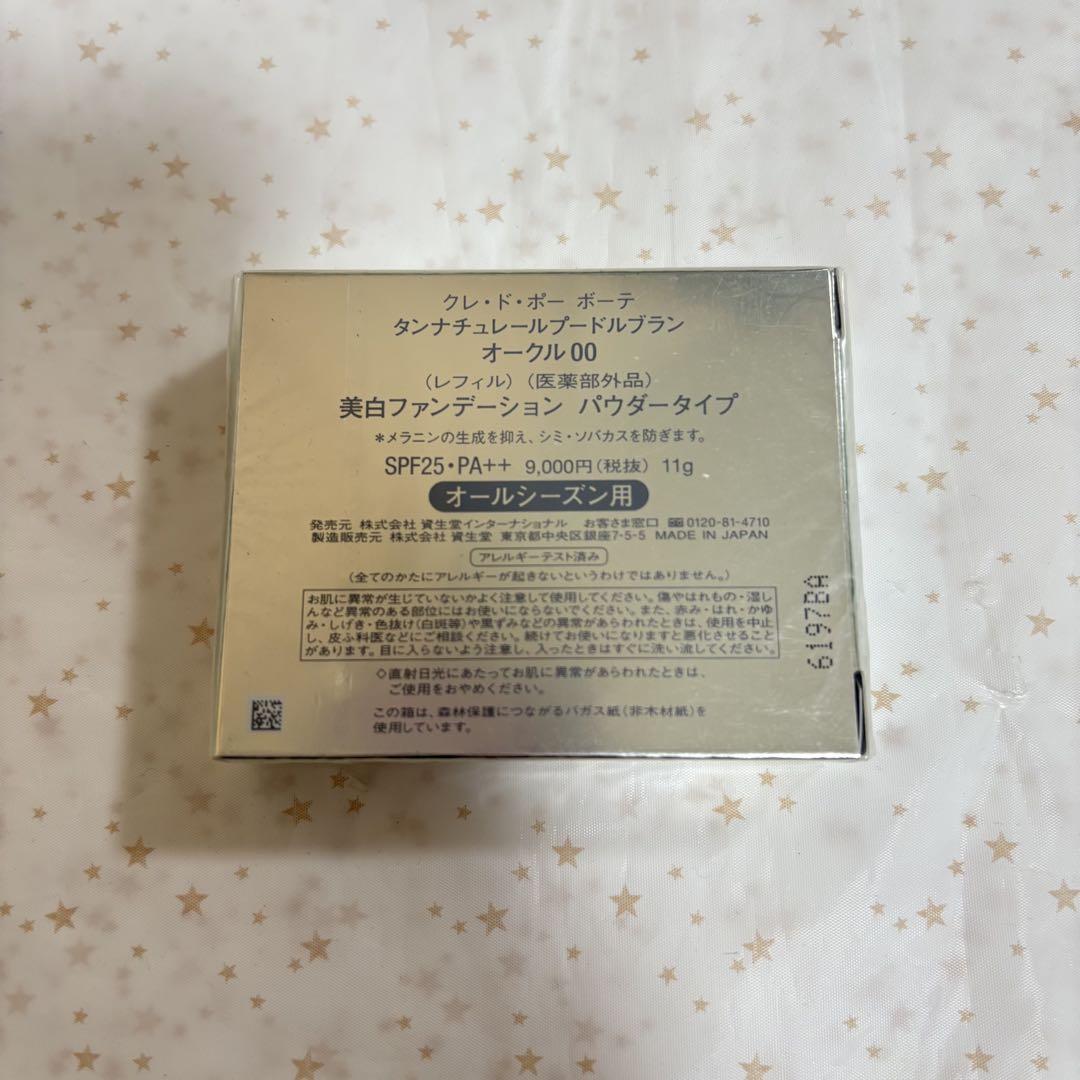 クレ・ド・ポー ボーテ
タンナチュレールプードルブラン
オークル00
（レフィル）（医薬部外品）
美白ファンデーション パウダータイプ
＊メラニンの生成を抑え、シミ・ソバカスを防ぎます。
SPF25・PA++ 9,000円（税抜） 11g
オールシーズン用
発売元 株式会社 資生堂インターナショナル お客さま窓口 0120-81-4710
製造販売元 株式会社 資生堂 東京都中央区銀座7-5-5 MADE IN JAPAN
アレルギーテスト済み
（全てのかたにアレルギーが起きないというわけではありません。）
お肌に異常が生じていないかよく注意して使用してください。傷やはれもの・湿し
んなど異常のある部位にはお使いにならないでください。また、赤み・はれ・かゆ
み・しげき・色抜け（白斑等）や黒ずみなどの異常があらわれたときは、使用を中止
し、皮ふ科医などにご相談ください。続けてお使いになりますと悪化させること
があります。目に入らないよう注意し、入ったときはすぐに洗い流してください。
◇直射日光にあたってお肌に異常があらわれたときは、
ご使用をおやめください。
この箱は、森林保護につながるバガス紙（非木材紙）を
使用しています。
6197BA